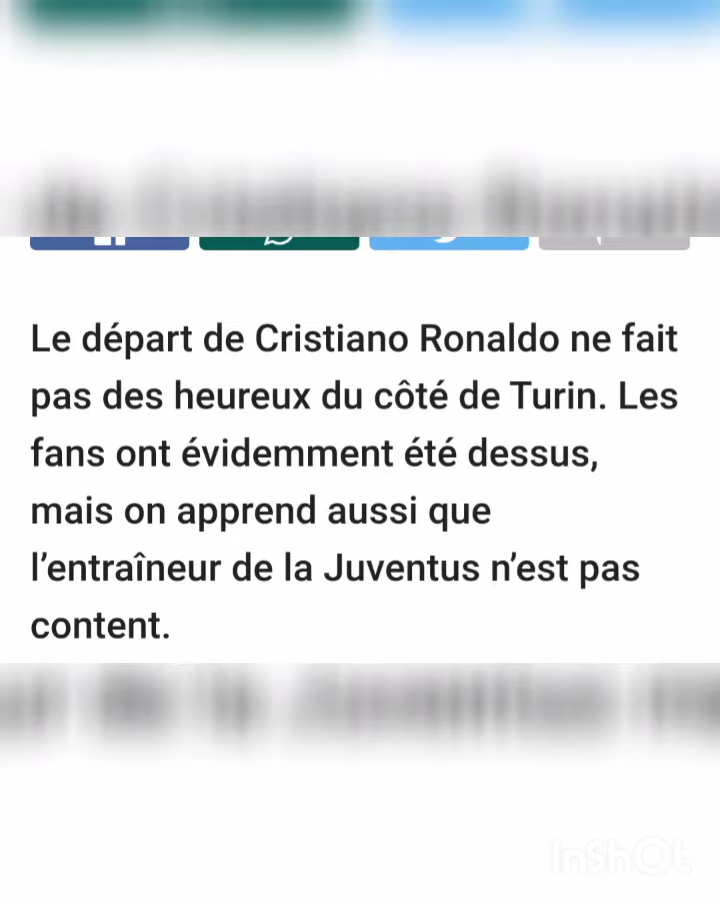 Le départ de Cristiano Ronaldo ne fait
pas des heureux du côté de Turin. Les
fans ont évidemment été dessus,
mais on apprend aussi que
l’entraîneur de la Juventus n’est pas
content.
InShOt